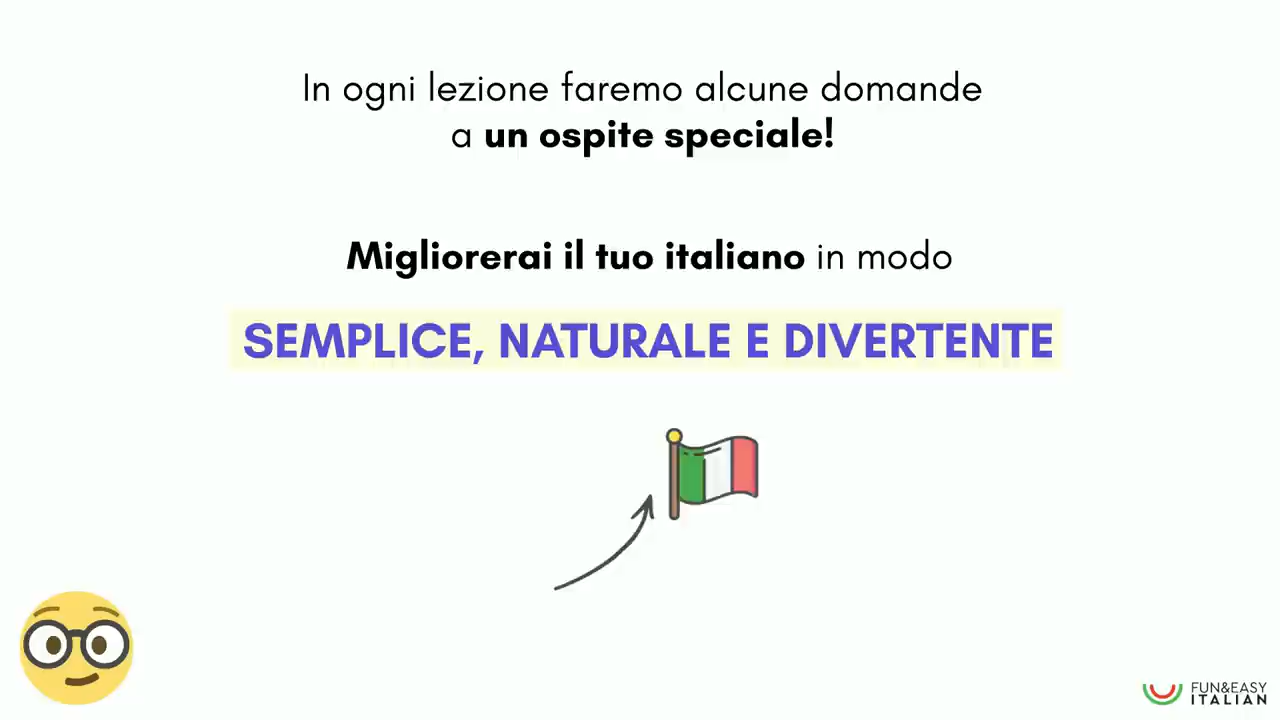 In ogni lezione faremo alcune domande
a un ospite speciale!
Migliorerai il tuo italiano in modo
SEMPLICE, NATURALE E DIVERTENTE
FUN&EASY
ITALIAN